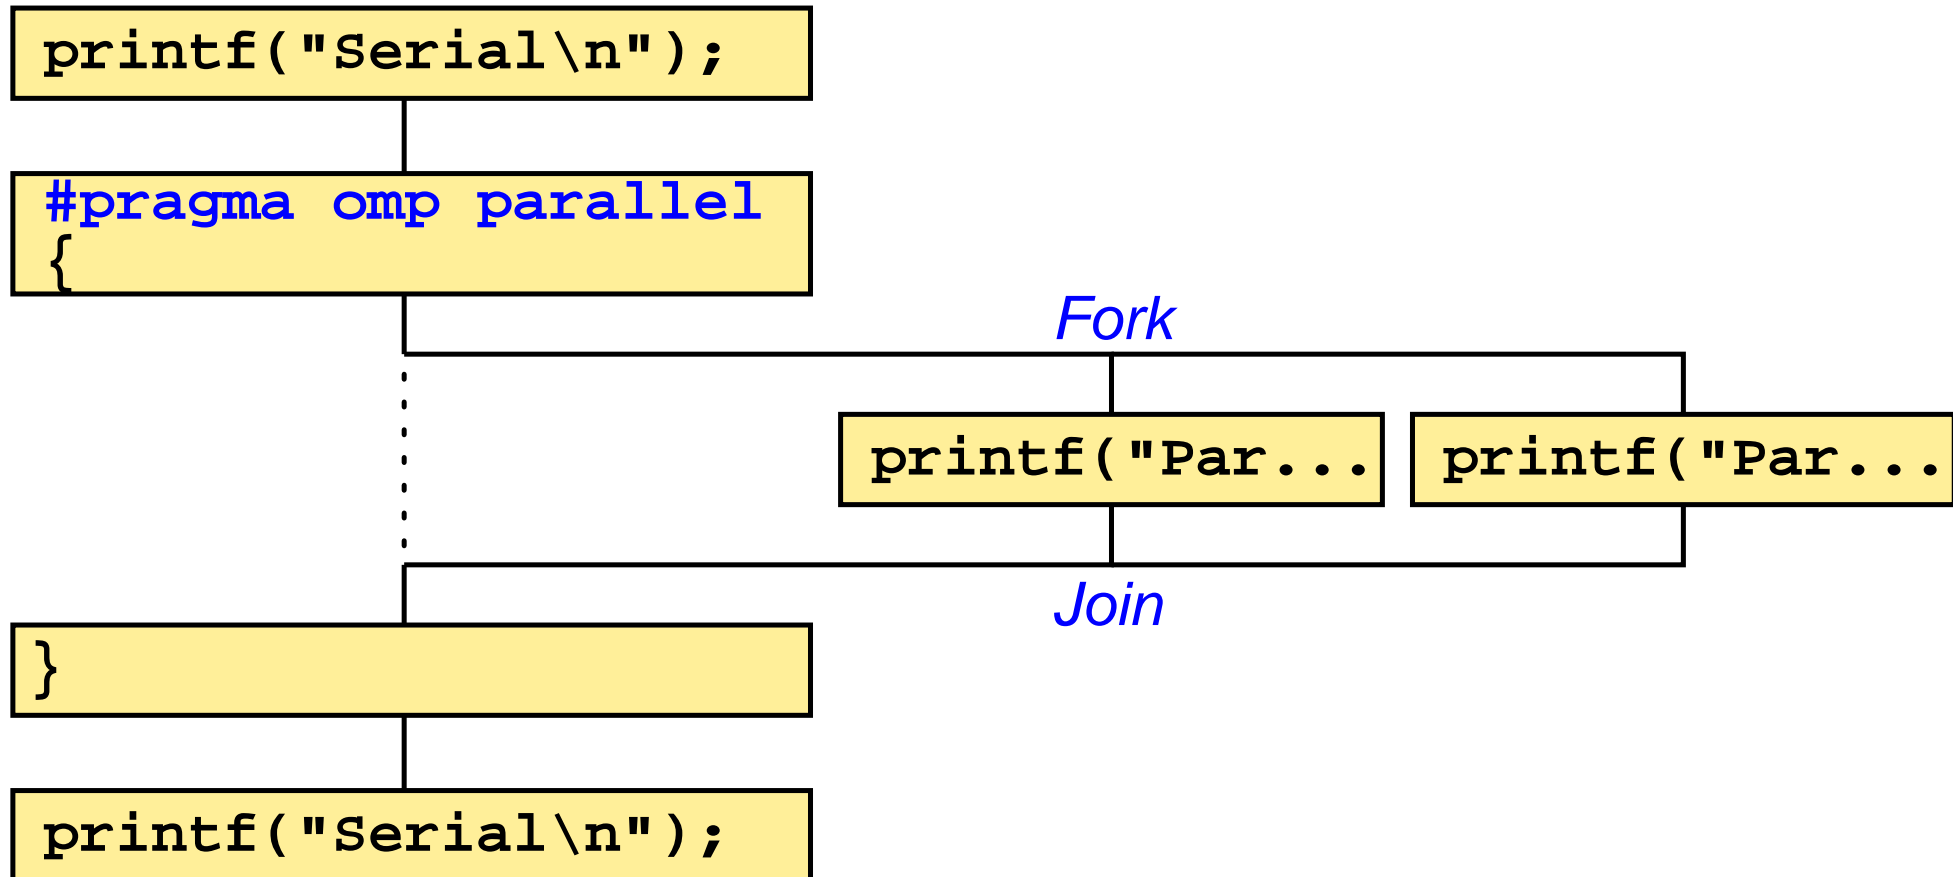 printf("Serial\n");
#pragma omp parallel
{
Fork
printf("Par...
printf("Par...
Join
}
printf("Serial\n");